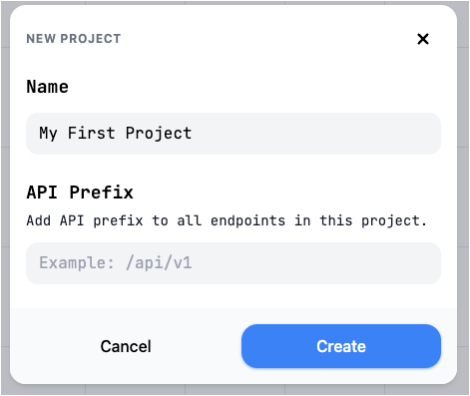 NEW PROJECT
Name
My First Project
API Prefix
Add API prefix to all endpoints in this project.
Example: /api/v1
Cancel
Create